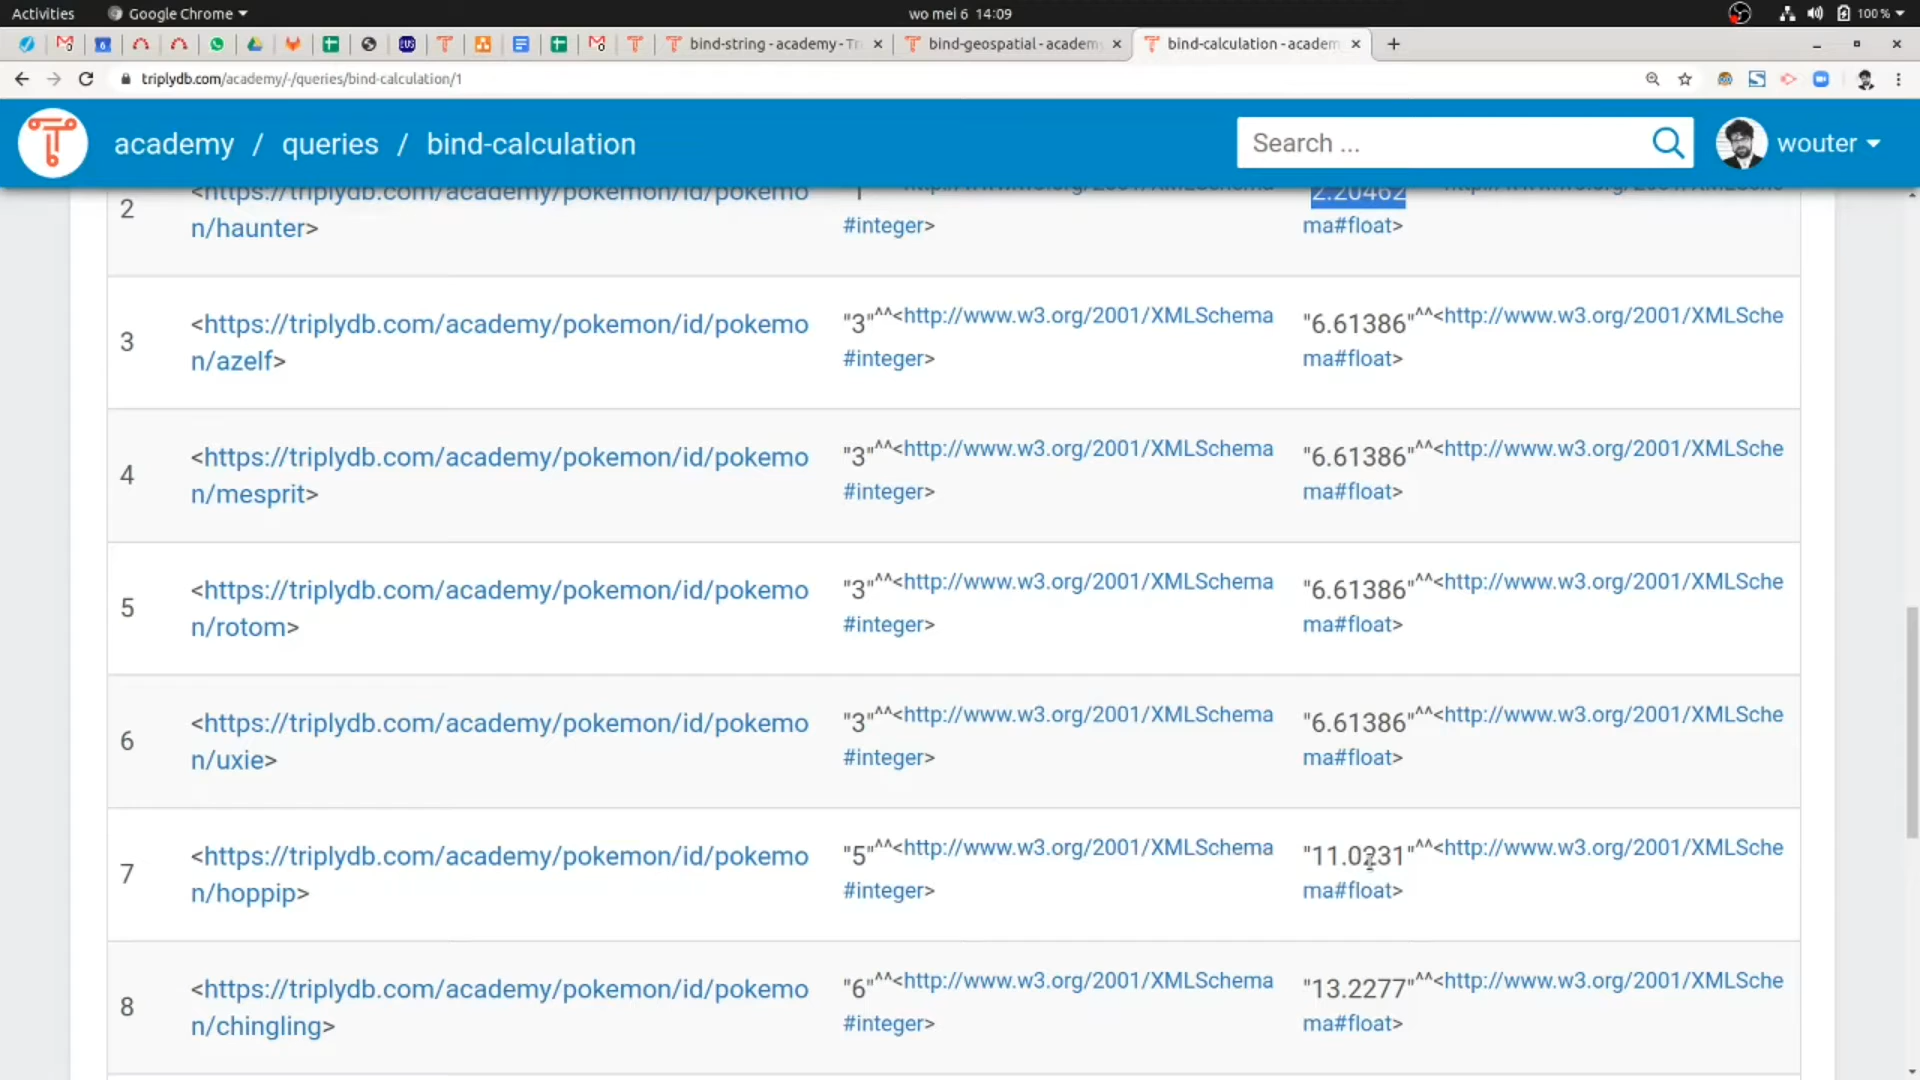 Activities
Google Chrome
wo mei 6 14:09
100 %
bind-string - academy - Tr
bind-geospatial - academy
bind-calculation - academ
triplydb.com/academy/-/queries/bind-calculation/1
academy / queries / bind-calculation
Search ...
wouter
2
<https://triplydb.com/academy/pokemon/id/pokemo
n/haunter>
#integer>
2.20462
ma#float>
3
<https://triplydb.com/academy/pokemon/id/pokemo
n/azelf>
"3"^^<http://www.w3.org/2001/XMLSchema
#integer>
"6.61386"^^<http://www.w3.org/2001/XMLSche
ma#float>
4
<https://triplydb.com/academy/pokemon/id/pokemo
n/mesprit>
"3"^^<http://www.w3.org/2001/XMLSchema
#integer>
"6.61386"^^<http://www.w3.org/2001/XMLSche
ma#float>
5
<https://triplydb.com/academy/pokemon/id/pokemo
n/rotom>
"3"^^<http://www.w3.org/2001/XMLSchema
#integer>
"6.61386"^^<http://www.w3.org/2001/XMLSche
ma#float>
6
<https://triplydb.com/academy/pokemon/id/pokemo
n/uxie>
"3"^^<http://www.w3.org/2001/XMLSchema
#integer>
"6.61386"^^<http://www.w3.org/2001/XMLSche
ma#float>
7
<https://triplydb.com/academy/pokemon/id/pokemo
n/hoppip>
"5"^^<http://www.w3.org/2001/XMLSchema
#integer>
"11.0231"^^<http://www.w3.org/2001/XMLSche
ma#float>
8
<https://triplydb.com/academy/pokemon/id/pokemo
n/chingling>
"6"^^<http://www.w3.org/2001/XMLSchema
#integer>
"13.2277"^^<http://www.w3.org/2001/XMLSche
ma#float>